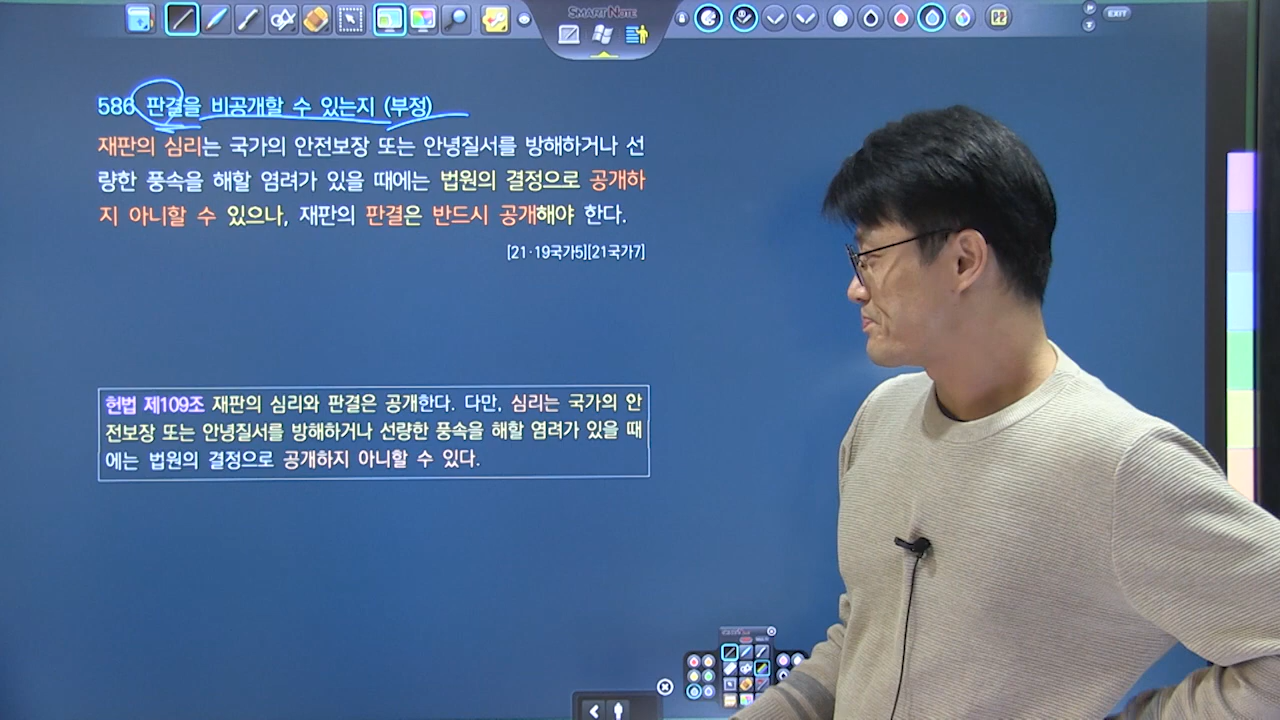 SMARTNOTE
EXIT
586 판결을 비공개할 수 있는지 (부정)
재판의 심리는 국가의 안전보장 또는 안녕질서를 방해하거나 선
량한 풍속을 해할 염려가 있을 때에는 법원의 결정으로 공개하
지 아니할 수 있으나, 재판의 판결은 반드시 공개해야 한다.
[21·19국가5][21국가7]
헌법 제109조 재판의 심리와 판결은 공개한다. 다만, 심리는 국가의 안
전보장 또는 안녕질서를 방해하거나 선량한 풍속을 해할 염려가 있을 때
에는 법원의 결정으로 공개하지 아니할 수 있다.